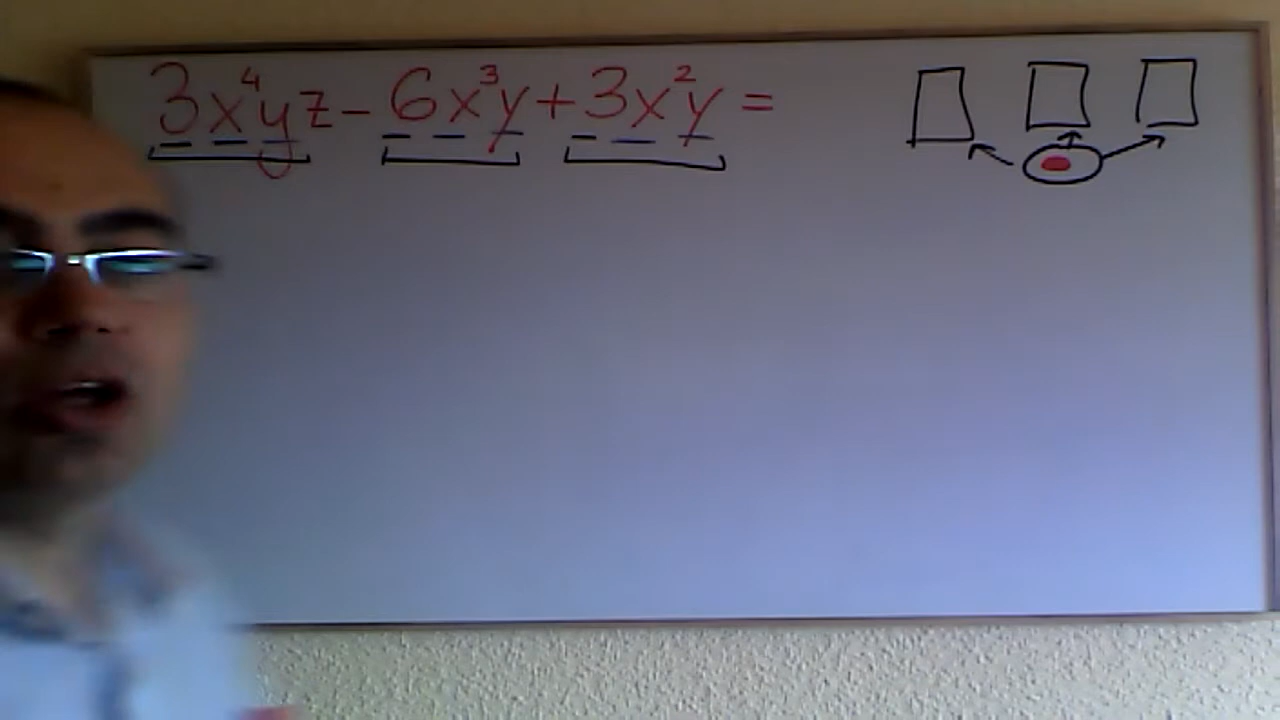 3x⁴yz - 6x³y + 3x²y =